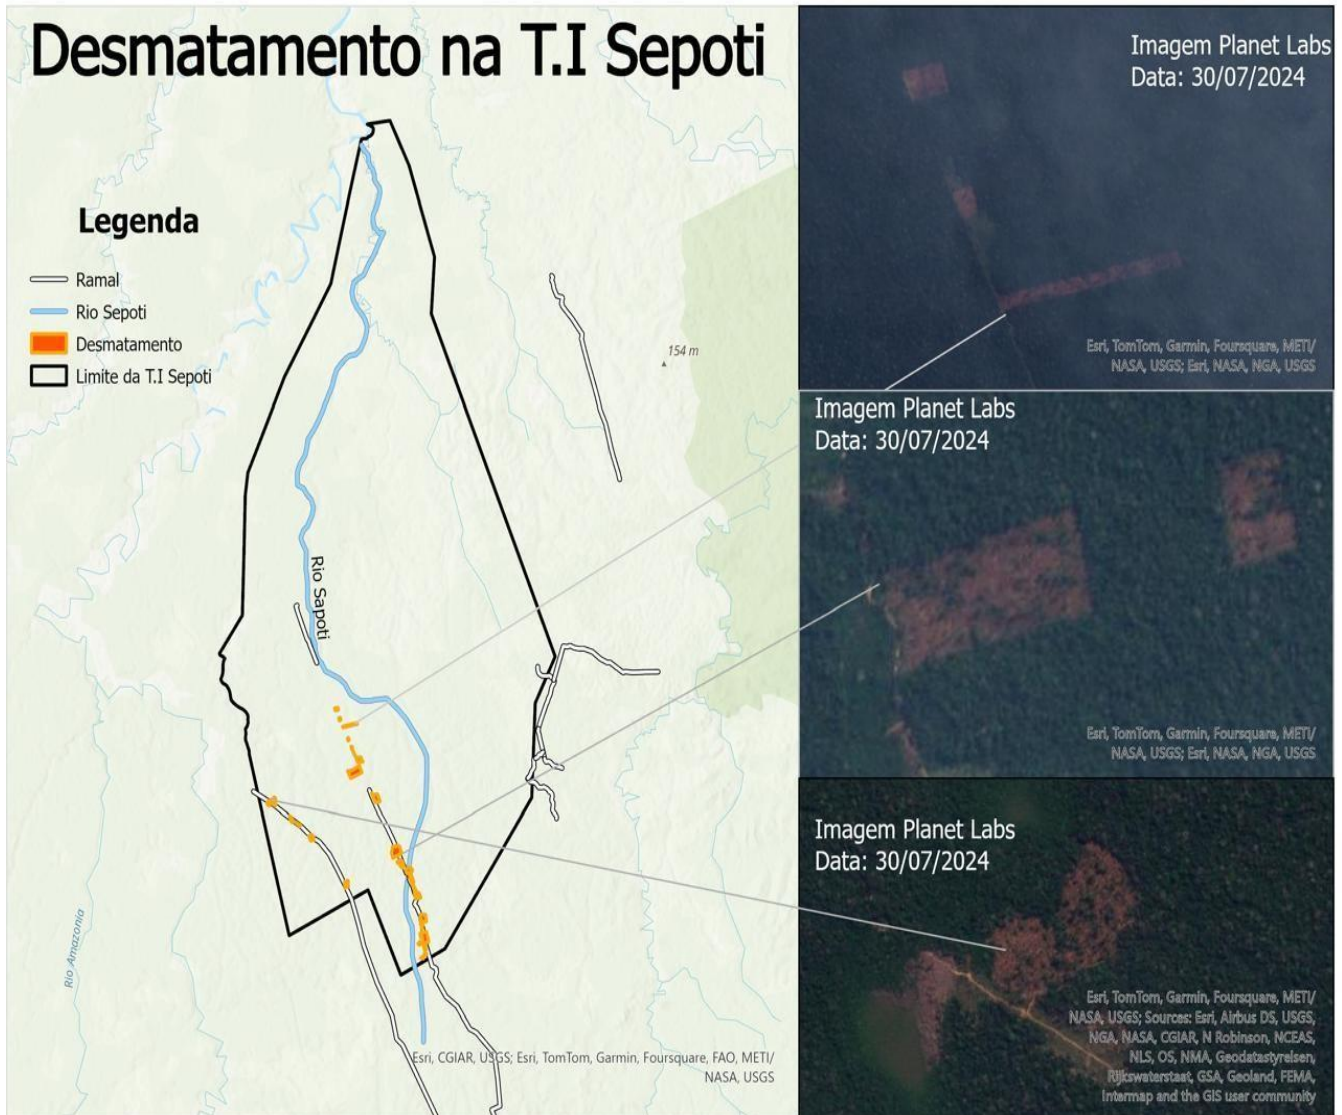 Desmatamento na T.I Sepoti
Legenda
Ramal
Rio Sepoti
Desmatamento
Limite da T.I Sepoti
154 m
Rio Sapoti
Rio Amazonia
Esri, CGIAR, USGS; Esri, TomTom, Garmin, Foursquare, FAO, METI/
NASA, USGS
Imagem Planet Labs
Data: 30/07/2024
Esri, TomTom, Garmin, Foursquare, METI/
NASA, USGS; Esri, NASA, NGA, USGS
Imagem Planet Labs
Data: 30/07/2024
Esri, TomTom, Garmin, Foursquare, METI/
NASA, USGS; Esri, NASA, NGA, USGS
Imagem Planet Labs
Data: 30/07/2024
Esri, TomTom, Garmin, Foursquare, METI/
NASA, USGS; Sources: Esri, Airbus DS, USGS,
NGA, NASA, CGIAR, N Robinson, NCEAS,
NLS, OS, NMA, Geodatastyrelsen,
Rijkswaterstaat, GSA, Geoland, FEMA,
Intermap and the GIS user community